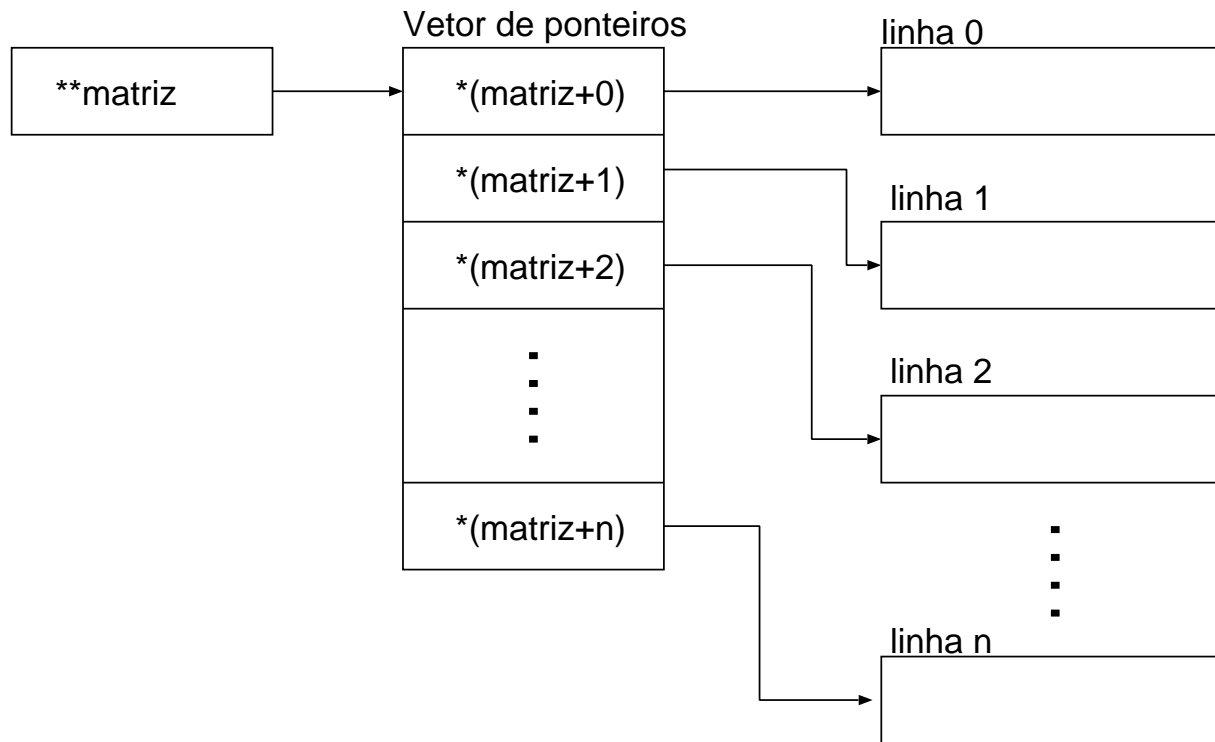 Vetor de ponteiros
linha 0
**matriz
*(matriz+0)
*(matriz+1)
linha 1
*(matriz+2)
linha 2
*(matriz+n)
linha n